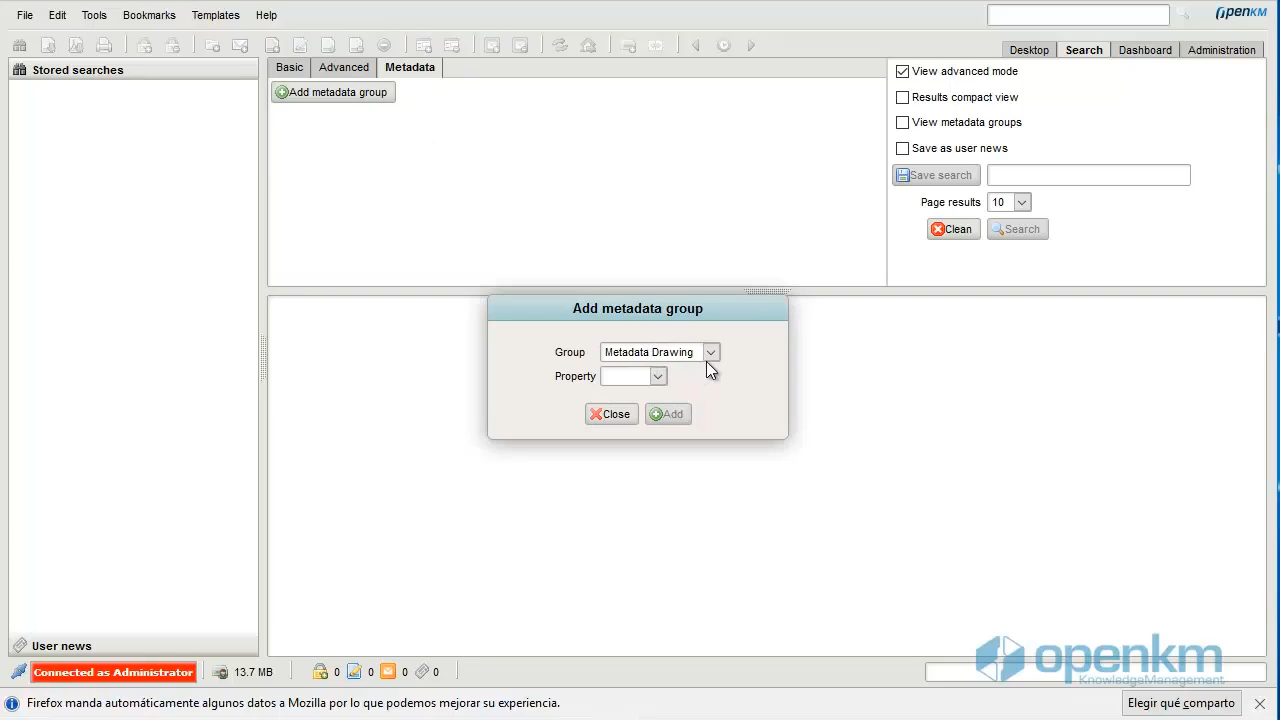 File Edit Tools Bookmarks Templates Help
openKM
Desktop Search Dashboard Administration
Stored searches
Basic Advanced Metadata
Add metadata group
View advanced mode
Results compact view
View metadata groups
Save as user news
Save search
Page results 10
Clean Search
Add metadata group
Group Metadata Drawing
Property
Close Add
User news
Connected as Administrator 13.7 MB 0 0 0 0
openkm
KnowledgeManagement
Firefox manda automáticamente algunos datos a Mozilla por lo que podemos mejorar su experiencia. Elegir qué comparto